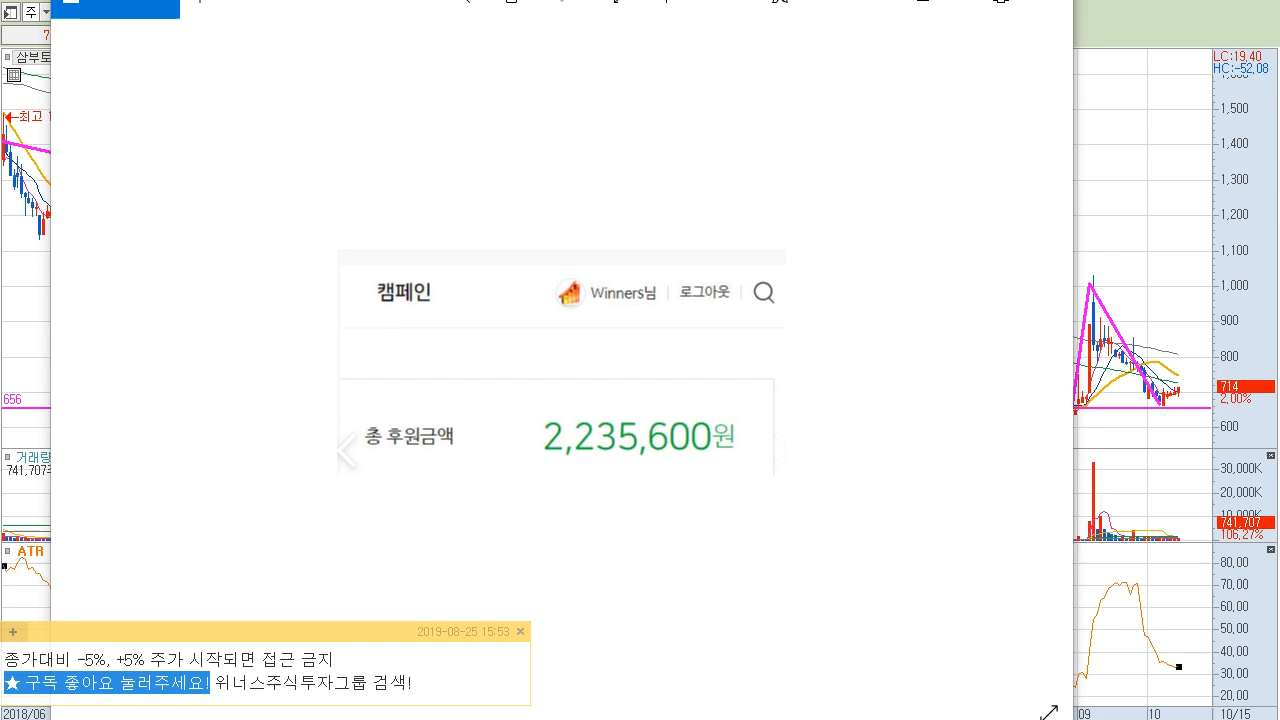 주
7
삼부토
최고 1
656
거래량
741,707주
ATR
캠페인
Winners님
로그아웃
총 후원금액
2,235,600원
LC:19,40
HC:-52,08
1,500
1,400
1,300
1,200
1,100
1,000
900
800
714
2,00%
600
30,000K
20,000K
10,000K
741,707
106,27%
80,00
70,00
60,00
50,00
40,00
30,00
20,00
+ 2019-08-25 15:53 ×
종가대비 -5%, +5% 주가 시작되면 접근 금지
★ 구독 좋아요 눌러주세요! 위너스주식투자그룹 검색!
2018/06
09
10
10/15